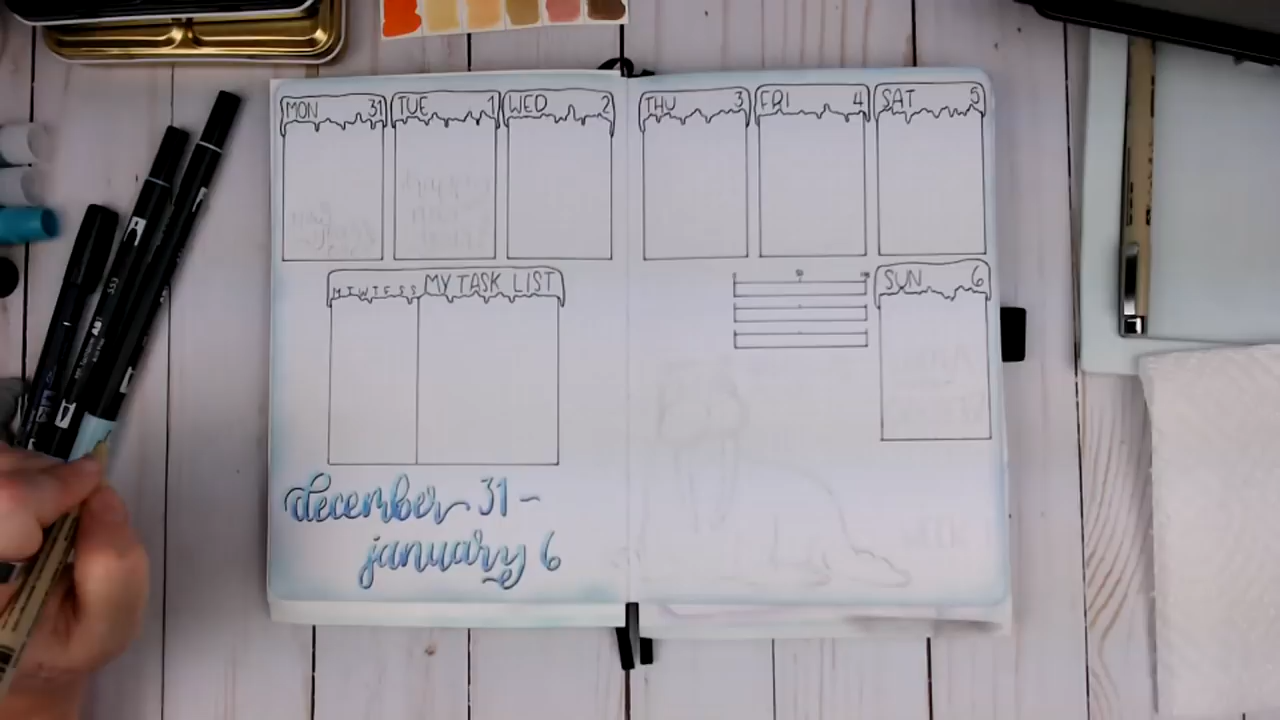 MON 31
TUE 1
WED 2
THU 3
FRI 4
SAT 5
M T W T F S S MY TASK LIST
SUN 6
december 31 -
january 6